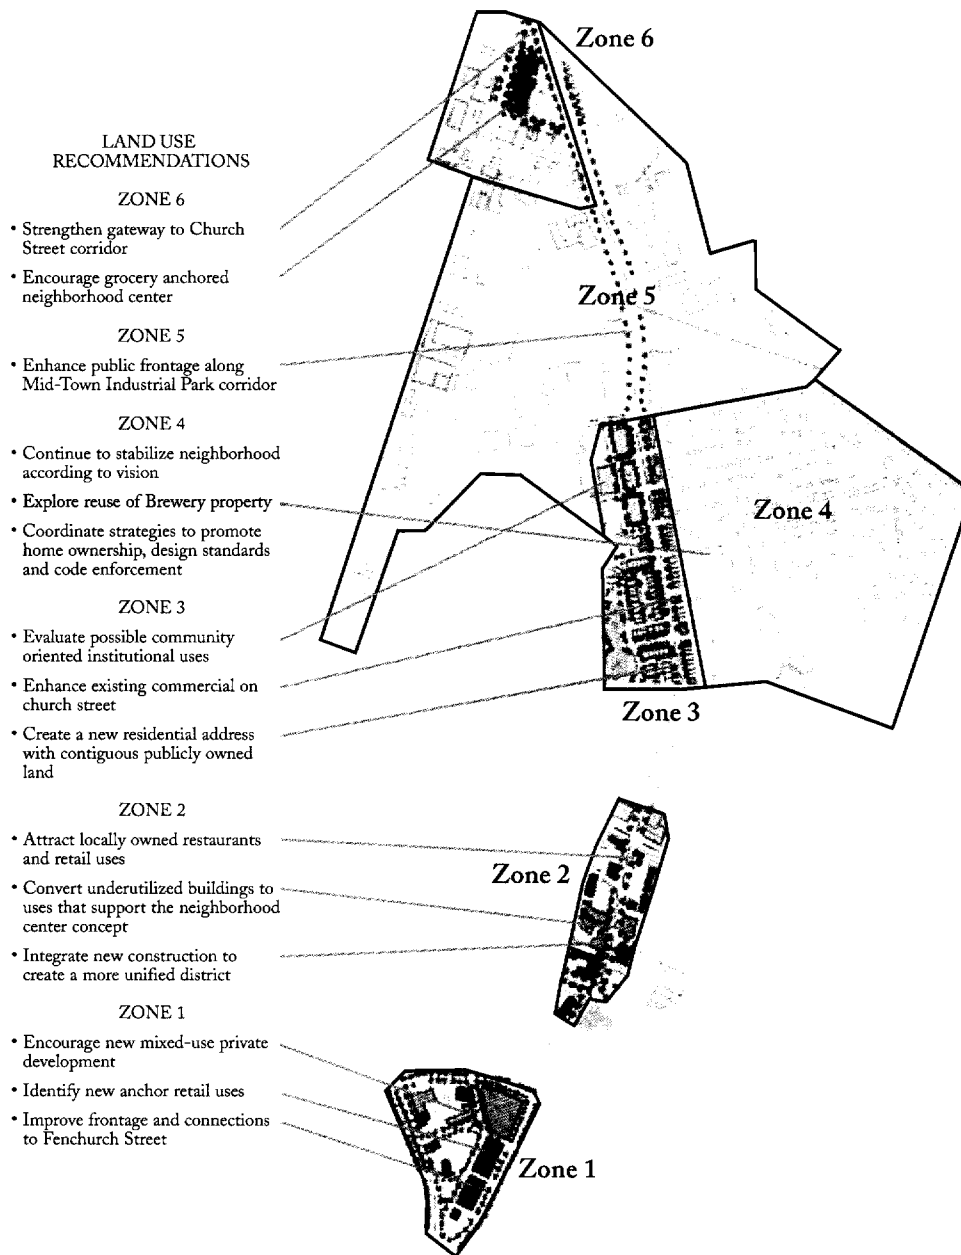 LAND USE
RECOMMENDATIONS
ZONE 6
• Strengthen gateway to Church
Street corridor
• Encourage grocery anchored
neighborhood center
ZONE 5
• Enhance public frontage along
Mid-Town Industrial Park corridor
ZONE 4
• Continue to stabilize neighborhood
according to vision
• Explore reuse of Brewery property
• Coordinate strategies to promote
home ownership, design standards
and code enforcement
ZONE 3
• Evaluate possible community
oriented institutional uses
• Enhance existing commercial on
church street
• Create a new residential address
with contiguous publicly owned
land
ZONE 2
• Attract locally owned restaurants
and retail uses
• Convert underutilized buildings to
uses that support the neighborhood
center concept
• Integrate new construction to
create a more unified district
ZONE 1
• Encourage new mixed-use private
development
• Identify new anchor retail uses
• Improve frontage and connections
to Fenchurch Street
Zone 6
Zone 5
Zone 4
Zone 3
Zone 2
Zone 1